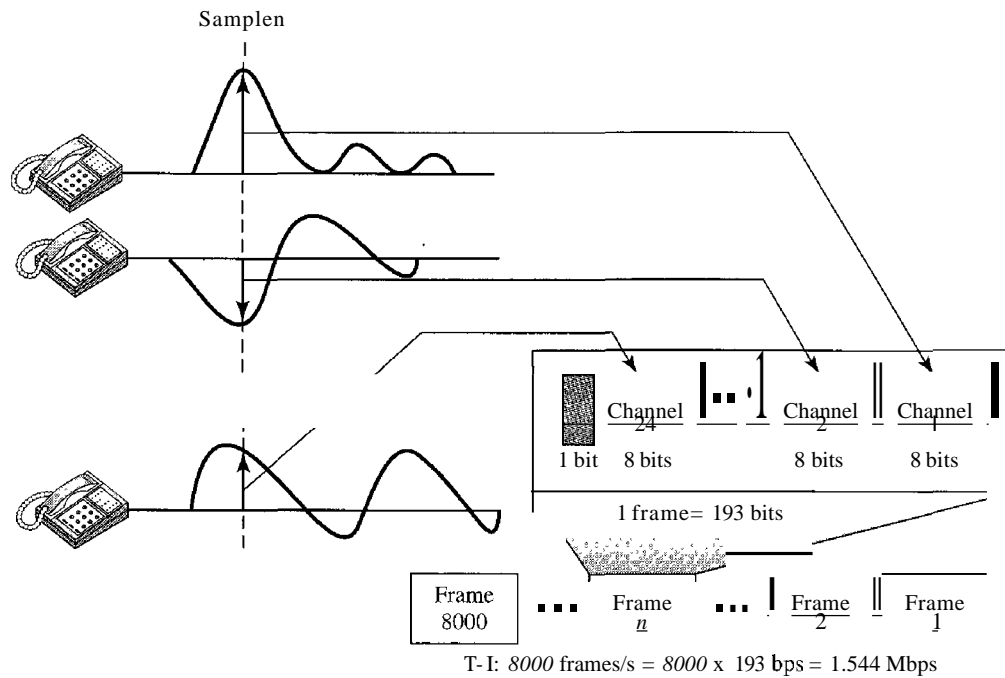 Samplen
Channel
24
Channel
2
Channel
1
1 bit
8 bits
8 bits
8 bits
1 frame= 193 bits
Frame
8000
Frame
n
Frame
2
Frame
1
T- I: 8000 frames/s = 8000 x 193 bps = 1.544 Mbps